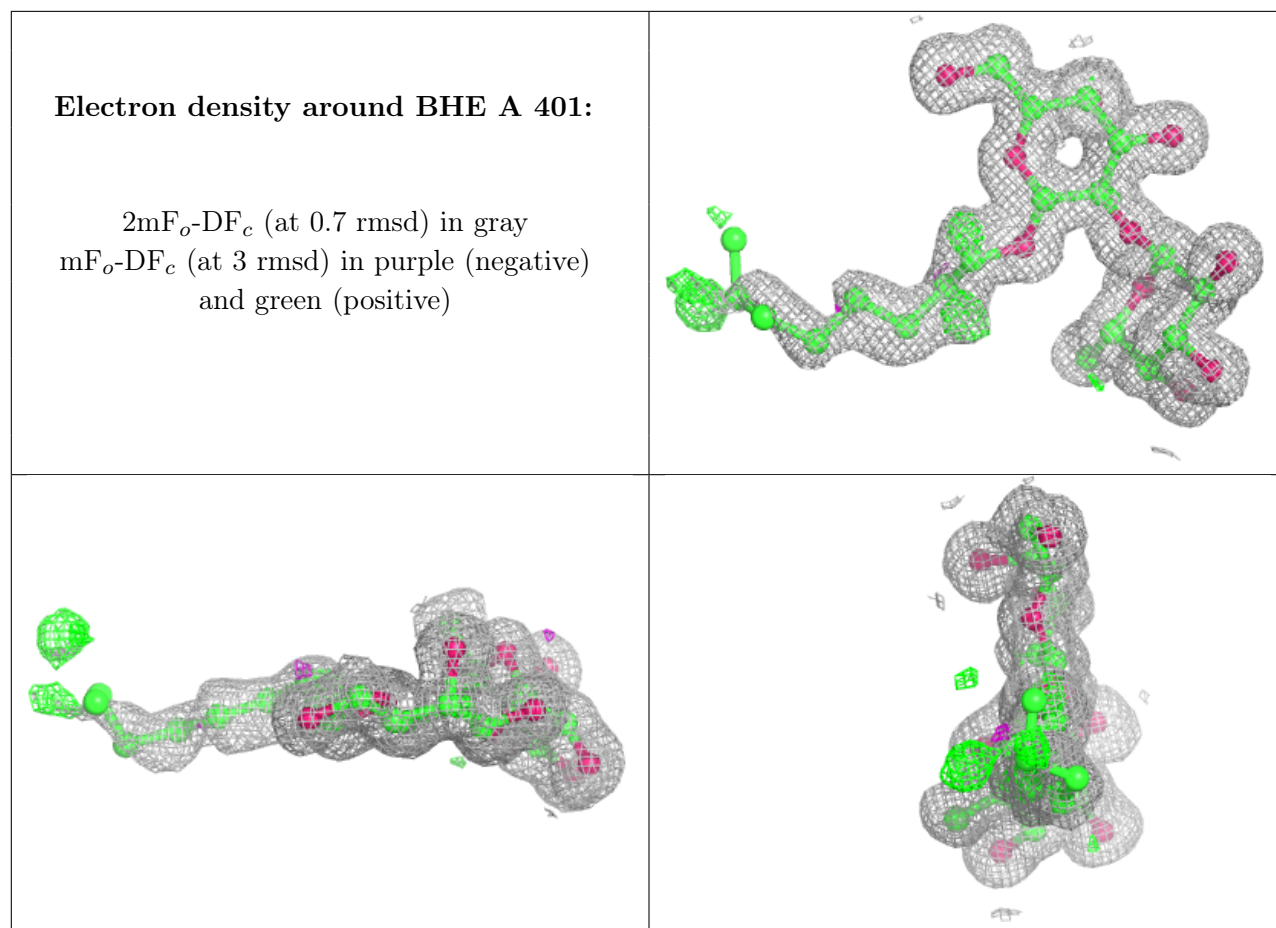 Electron density around BHE A 401:
2mFo-DFc (at 0.7 rmsd) in gray
mFo-DFc (at 3 rmsd) in purple (negative)
and green (positive)